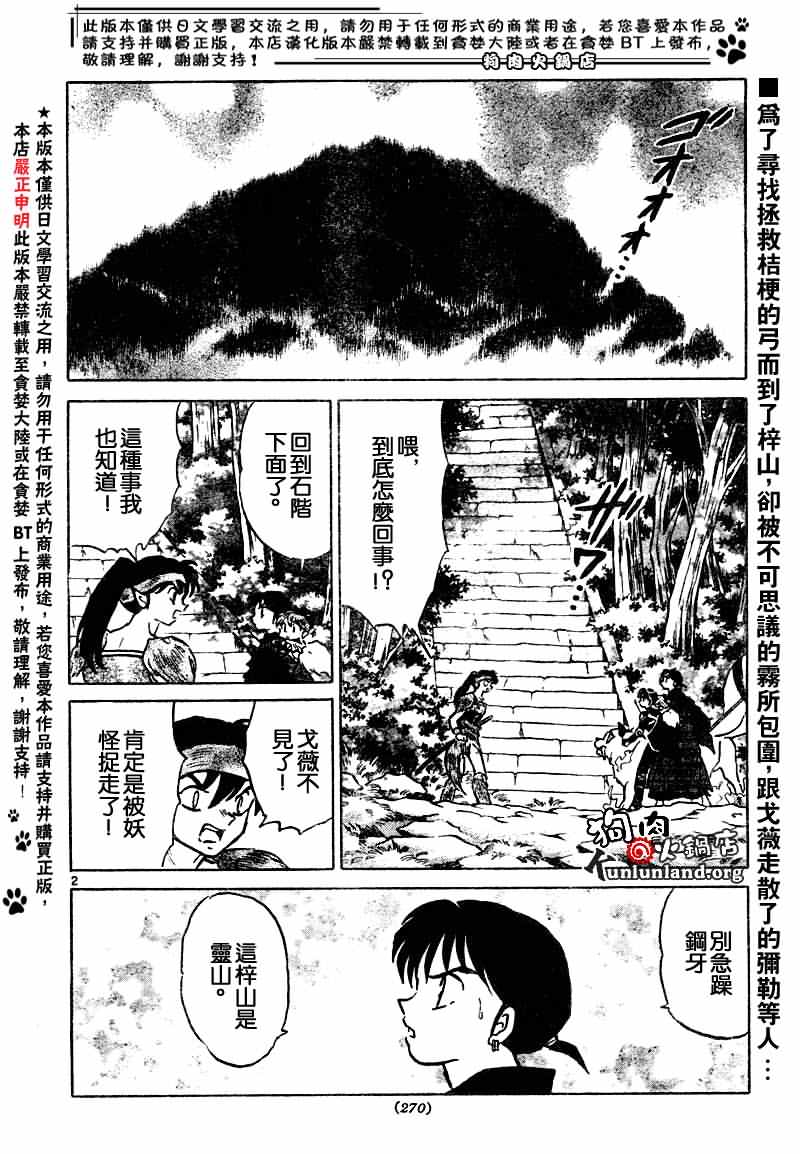 此版本僅供日文學習交流之用，請勿用于任何形式的商業用途，若您喜愛本作品
請支持并購買正版，本店漢化版本嚴禁轉載到貪婪大陸或者在貪婪 BT 上發布，
敬請理解，謝謝支持！
狗肉火鍋店
■為了尋找拯救桔梗的弓而到了梓山，卻被不可思議的霧所包圍，跟戈薇走散了的彌勒等人…
★本版本僅供日文學習交流之用，請勿用于任何形式的商業用途，若您喜愛本作品請支持并購買正版，
本店嚴正申明此版本嚴禁轉載至貪婪大陸或在貪婪 BT 上發布，敬請理解，謝謝支持！
ゴオオオオ…
喂，
到底怎麼回事!?
ザザワ…
回到石階
下面了。
這種事我
也知道！
戈薇不
見了！
肯定是被妖
怪捉走了！
狗肉火鍋店
Kunlunland.org
2
別急躁
鋼牙
這梓山是
靈山。
(270)